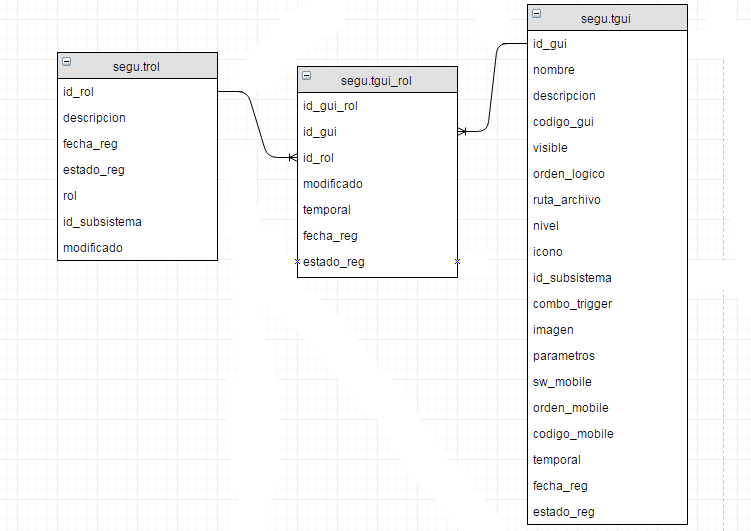 segu.trol
id_rol
descripcion
fecha_reg
estado_reg
rol
id_subsistema
modificado
segu.tgui_rol
id_gui_rol
id_gui
id_rol
modificado
temporal
fecha_reg
estado_reg
segu.tgui
id_gui
nombre
descripcion
codigo_gui
visible
orden_logico
ruta_archivo
nivel
icono
id_subsistema
combo_trigger
imagen
parametros
sw_mobile
orden_mobile
codigo_mobile
temporal
fecha_reg
estado_reg